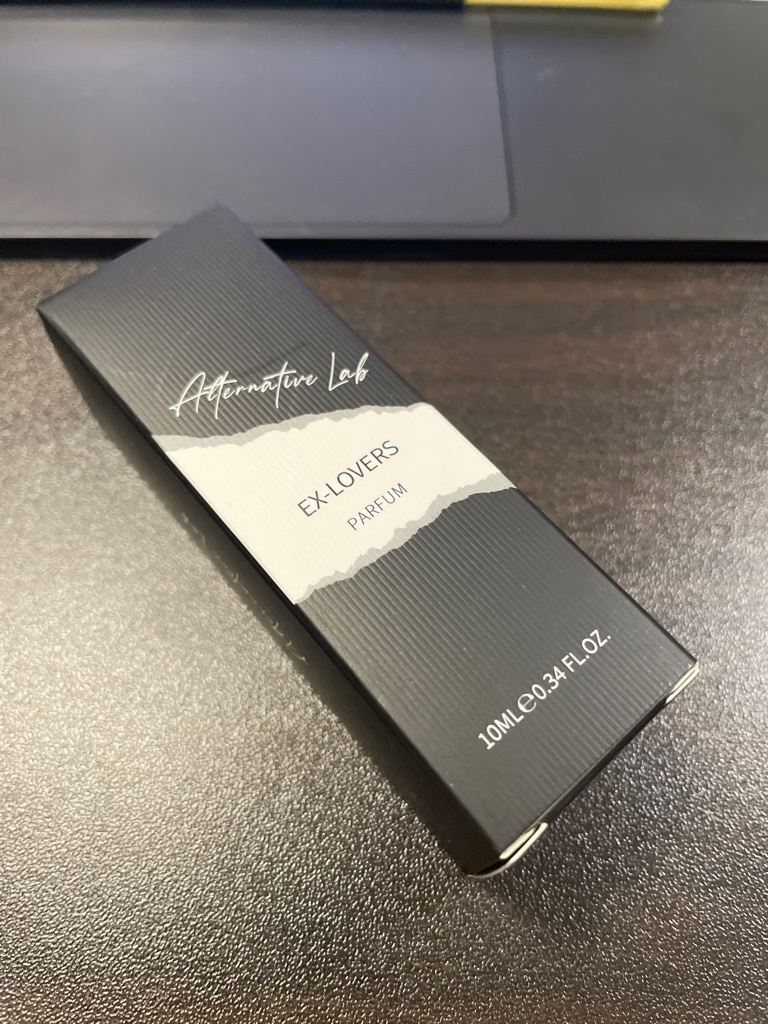 Alternative Lab
EX-LOVERS
PARFUM
10ML℮0.34 FL.OZ.